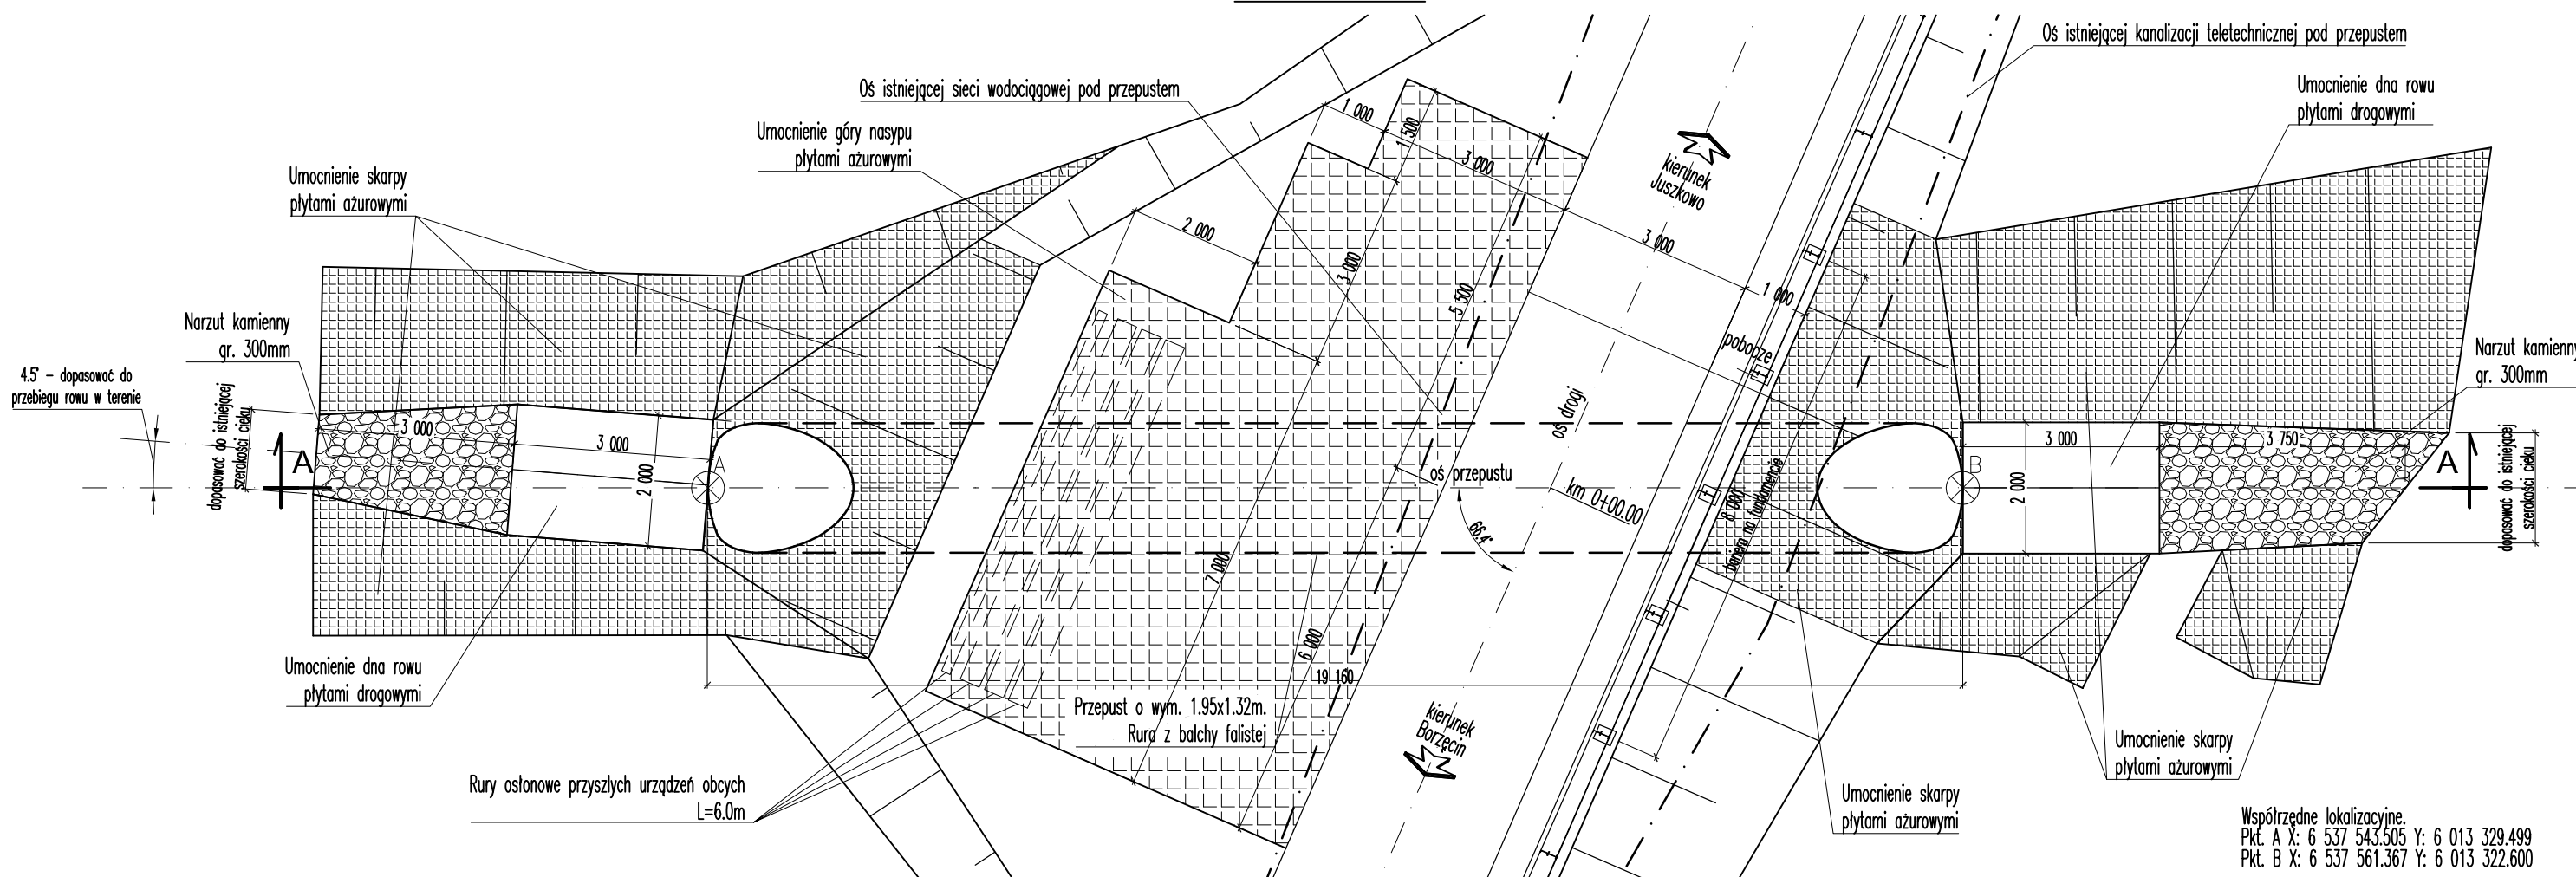 Oś istniejącej kanalizacji teletechnicznej pod przepustem
Oś istniejącej sieci wodociągowej pod przepustem
Umocnienie dna rowu
płytami drogowymi
Umocnienie góry nasypu
płytami ażurowymi
Umocnienie skarpy
płytami ażurowymi
1 000
1 500
3 000
kierunek
Juszkowo
2 000
3 000
3 000
5 500
1 000
Narzut kamienny
gr. 300mm
pobocze
Narzut kamienny
gr. 300mm
4.5° – dopasować do
przebiegu rowu w terenie
dopasować do istniejącej
szerokości cieku
A
3 000
3 000
2 000
A
oś drogi
oś przepustu
km 0+00.00
66.4°
8 000
bariera na fundamencie
B
3 000
2 000
3 750
A
dopasować do istniejącej
szerokości cieku
7 000
6 000
19 160
Umocnienie dna rowu
płytami drogowymi
Przepust o wym. 1.95x1.32m.
Rura z balchy falistej
kierunek
Borzęcin
Umocnienie skarpy
płytami ażurowymi
Rury osłonowe przyszlych urządzeń obcych
L=6.0m
Umocnienie skarpy
płytami ażurowymi
Współrzędne lokalizacyjne.
Pkt. A X: 6 537 543.505 Y: 6 013 329.499
Pkt. B X: 6 537 561.367 Y: 6 013 322.600